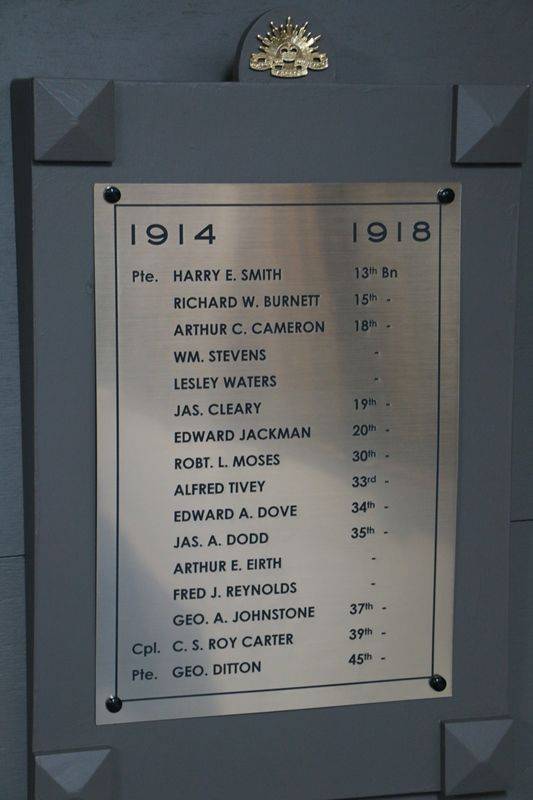 1914 1918
Pte. HARRY E. SMITH 13th Bn
RICHARD W. BURNETT 15th -
ARTHUR C. CAMERON 18th -
WM. STEVENS -
LESLEY WATERS -
JAS. CLEARY 19th -
EDWARD JACKMAN 20th -
ROBT. L. MOSES 30th -
ALFRED TIVEY 33rd -
EDWARD A. DOVE 34th -
JAS. A. DODD 35th -
ARTHUR E. EIRTH -
FRED J. REYNOLDS -
GEO. A. JOHNSTONE 37th -
Cpl. C. S. ROY CARTER 39th -
Pte. GEO. DITTON 45th -